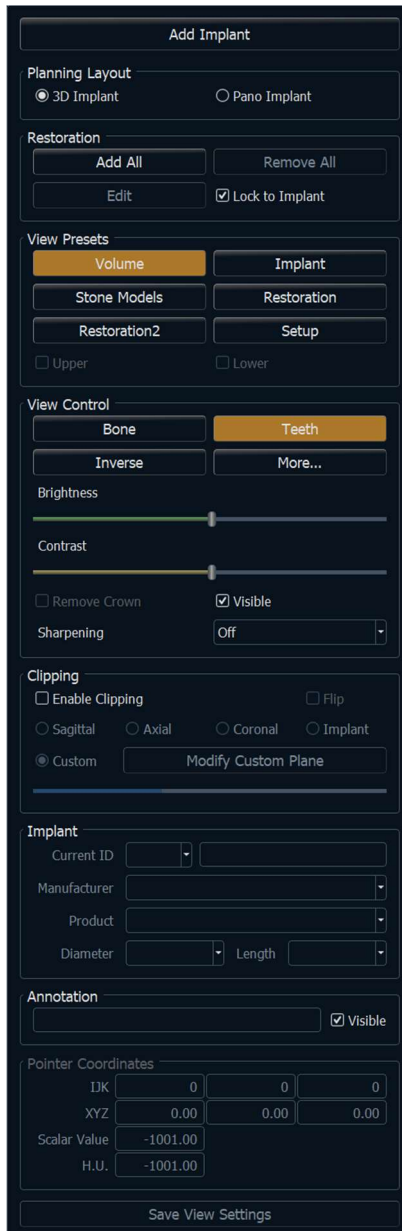 Add Implant
Planning Layout
3D Implant Pano Implant
Restoration
Add All Remove All
Edit Lock to Implant
View Presets
Volume Implant
Stone Models Restoration
Restoration2 Setup
Upper Lower
View Control
Bone Teeth
Inverse More...
Brightness
Contrast
Remove Crown Visible
Sharpening Off
Clipping
Enable Clipping Flip
Sagittal Axial Coronal Implant
Custom Modify Custom Plane
Implant
Current ID
Manufacturer
Product
Diameter Length
Annotation
Visible
Pointer Coordinates
IJK 0 0 0
XYZ 0.00 0.00 0.00
Scalar Value -1001.00
H.U. -1001.00
Save View Settings